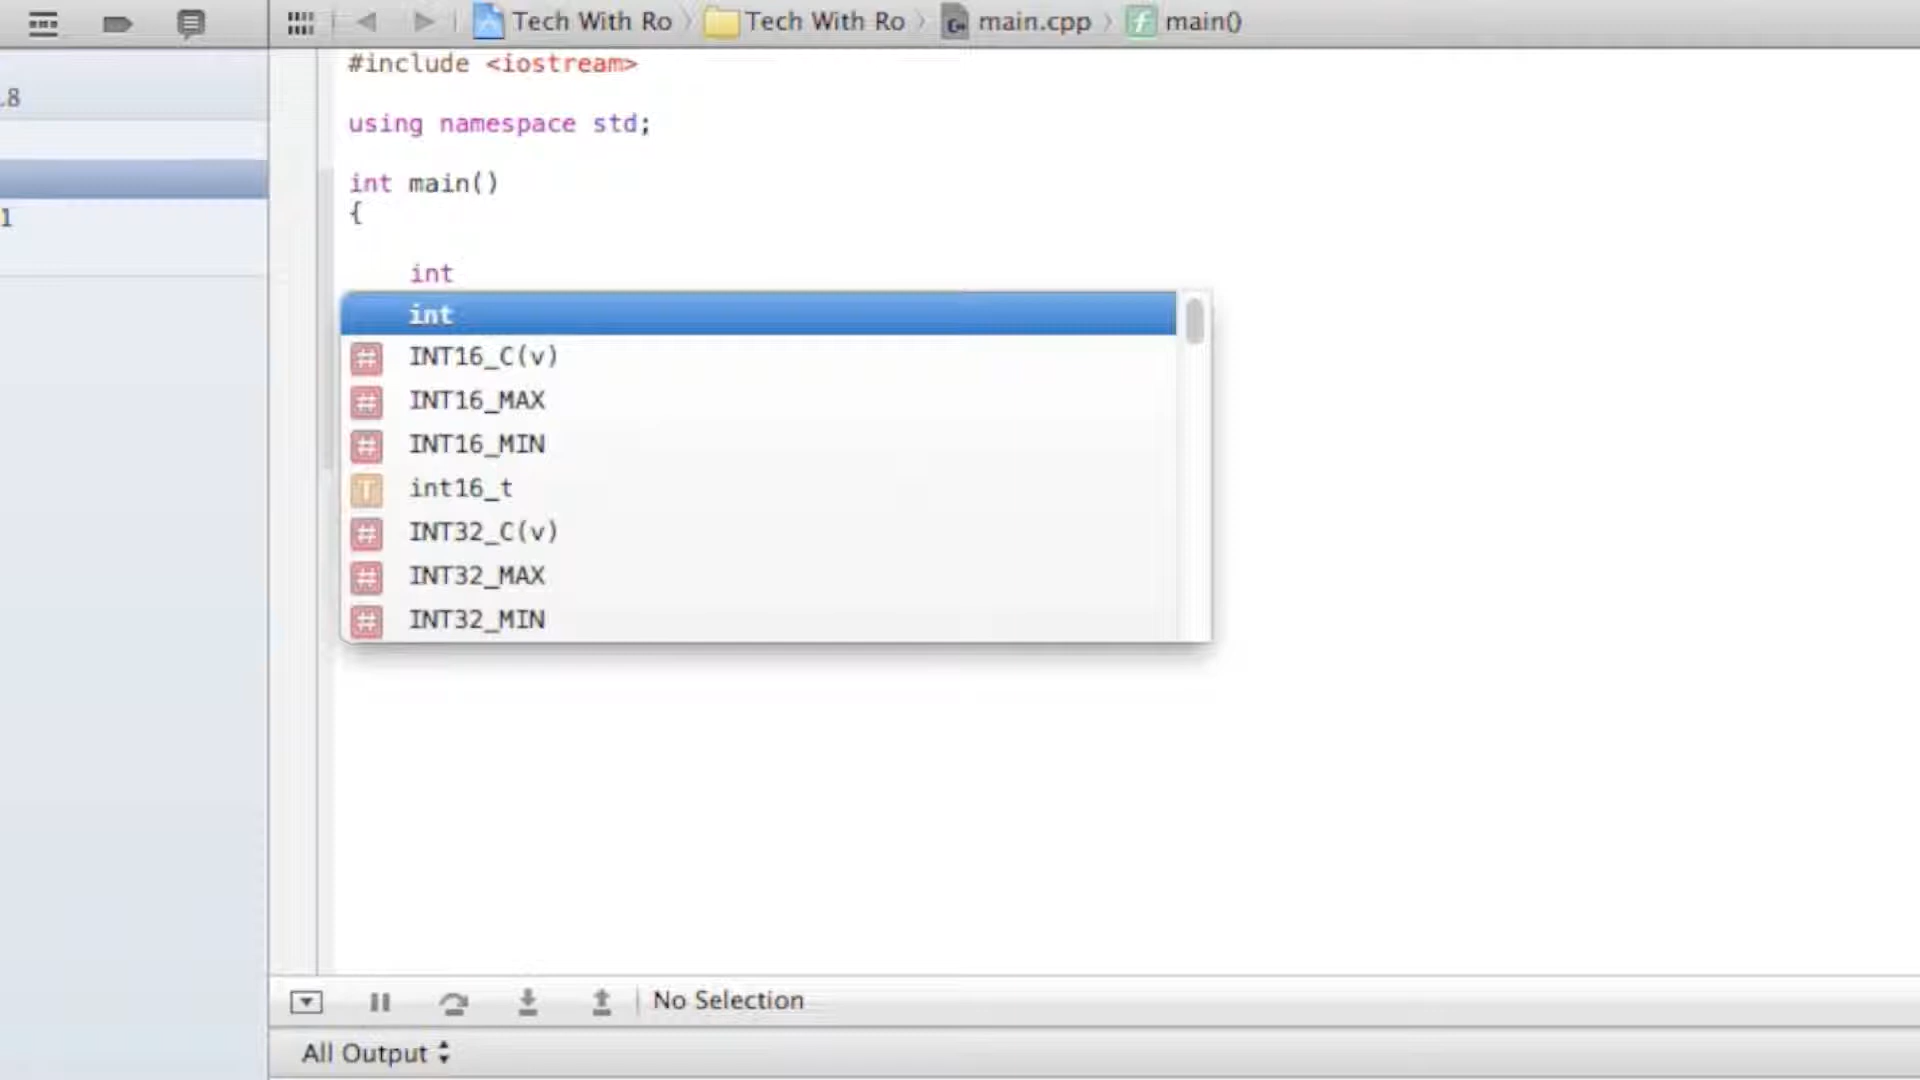 Tech With Ro
Tech With Ro
main.cpp
main()
.8
1
#include <iostream>
using namespace std;
int main()
{
int
int
INT16_C(v)
INT16_MAX
INT16_MIN
int16_t
INT32_C(v)
INT32_MAX
INT32_MIN
No Selection
All Output